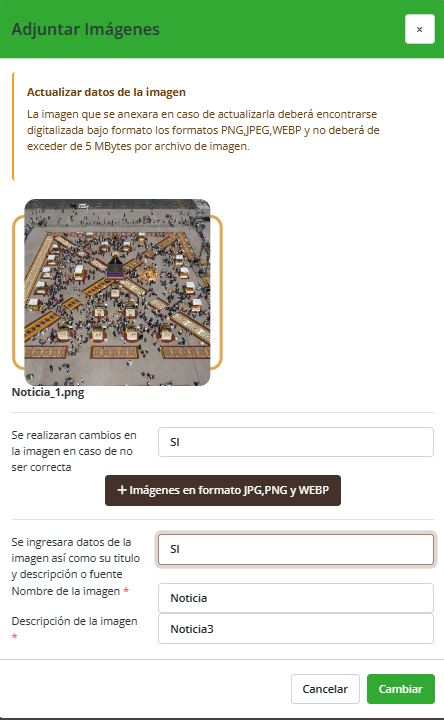 Adjuntar Imágenes
×
Actualizar datos de la imagen
La imagen que se anexara en caso de actualizarla deberá encontrarse
digitalizada bajo formato los formatos PNG,JPEG,WEBP y no deberá de
exceder de 5 MBytes por archivo de imagen.
Noticia_1.png
Se realizaran cambios en
la imagen en caso de no
ser correcta
SI
+ Imágenes en formato JPG,PNG y WEBP
Se ingresara datos de la
imagen así como su titulo
y descripción o fuente
SI
Nombre de la imagen *
Noticia
Descripción de la imagen
*
Noticia3
Cancelar
Cambiar